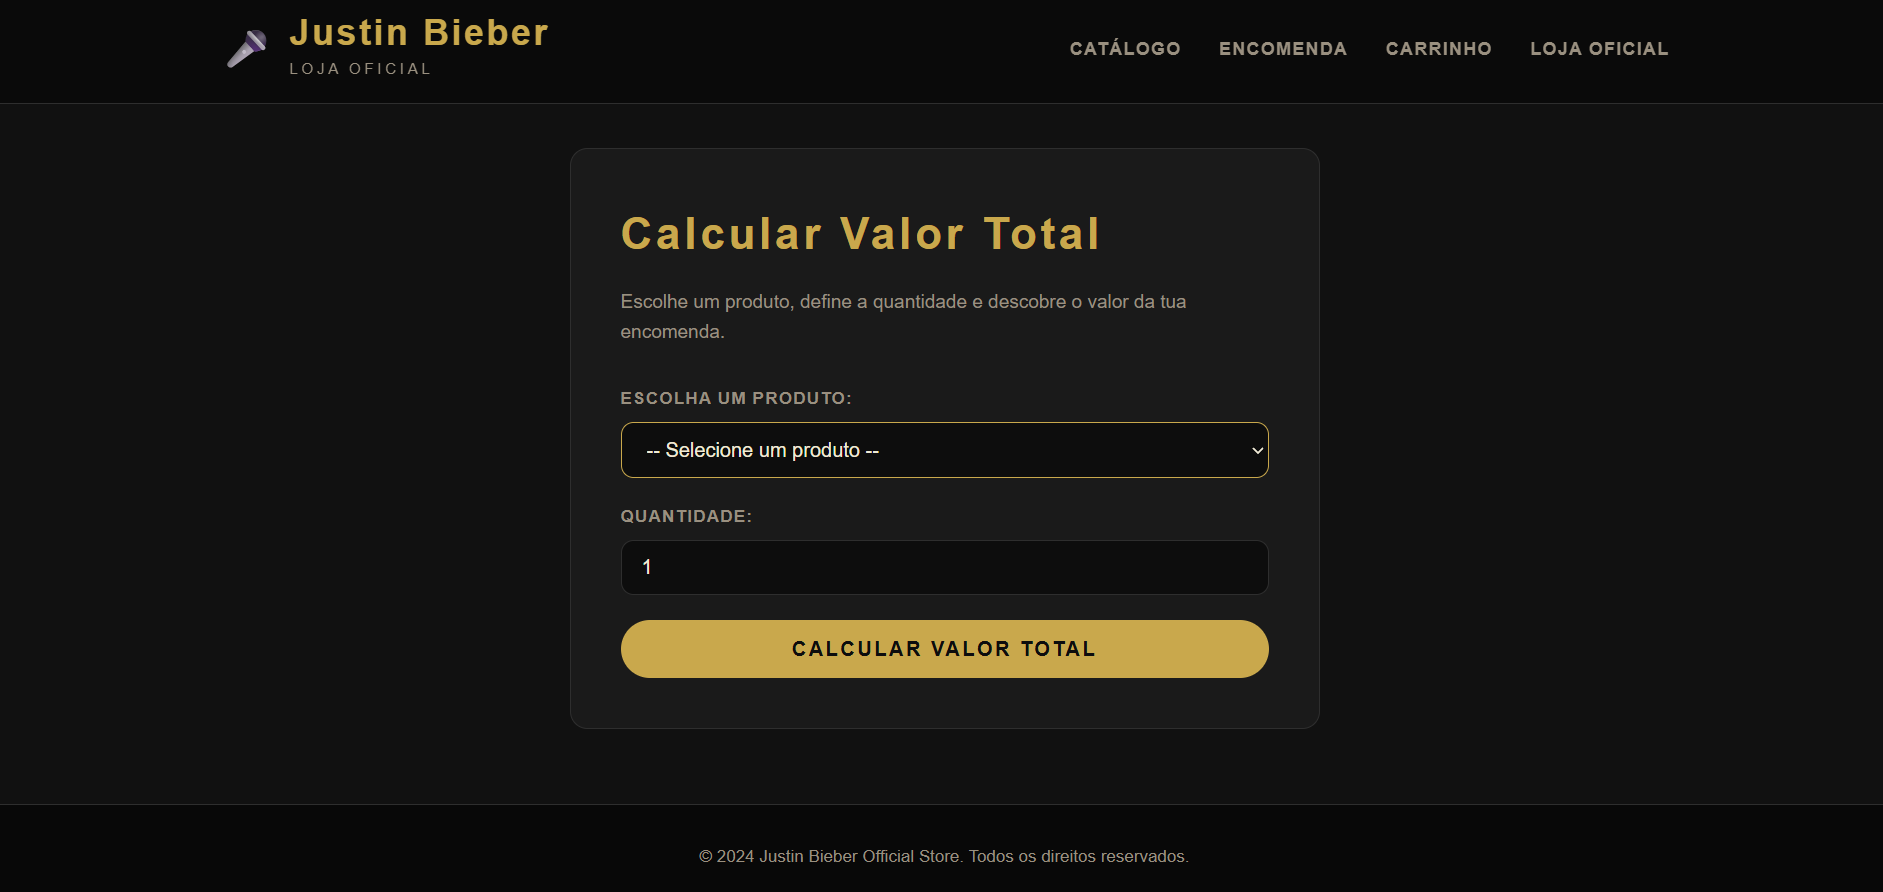 Justin Bieber
LOJA OFICIAL
CATÁLOGO ENCOMENDA CARRINHO LOJA OFICIAL
Calcular Valor Total
Escolhe um produto, define a quantidade e descobre o valor da tua
encomenda.
ESCOLHA UM PRODUTO:
-- Selecione um produto --
QUANTIDADE:
1
CALCULAR VALOR TOTAL
© 2024 Justin Bieber Official Store. Todos os direitos reservados.